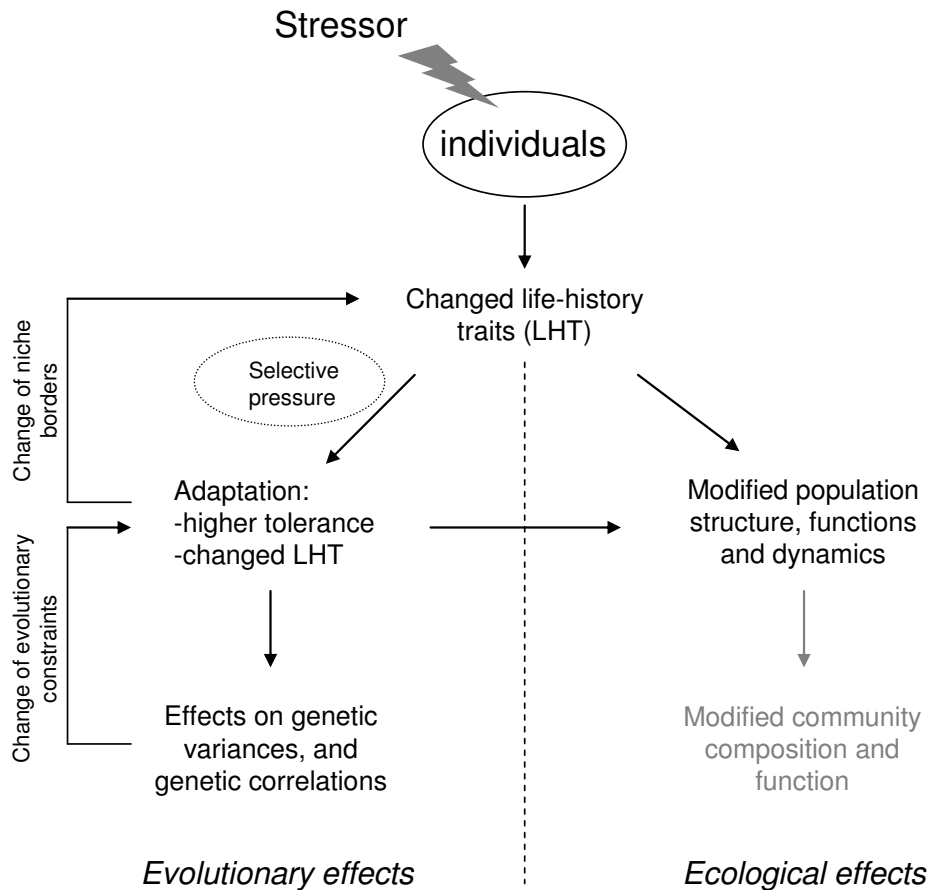 Stressor
individuals
Changed life-history
traits (LHT)
Change of niche
borders
Selective
pressure
Adaptation:
-higher tolerance
-changed LHT
Modified population
structure, functions
and dynamics
Change of evolutionary
constraints
Effects on genetic
variances, and
genetic correlations
Modified community
composition and
function
Evolutionary effects
Ecological effects